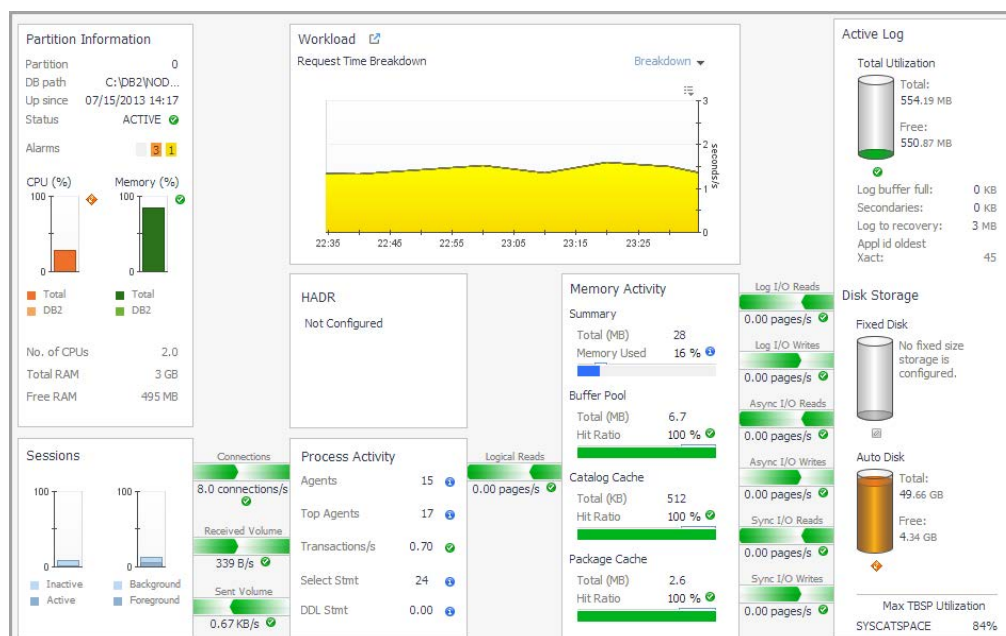 Partition Information
Partition 0
DB path C:\DB2\NOD...
Up since 07/15/2013 14:17
Status ACTIVE
Alarms 3 1
CPU (%) Memory (%)
100 100
0 0
Total Total
DB2 DB2
No. of CPUs 2.0
Total RAM 3 GB
Free RAM 495 MB
Workload
Request Time Breakdown Breakdown
3
2
1
0
seconds/s
22:35 22:45 22:55 23:05 23:15 23:25
HADR
Not Configured
Sessions
100 100
0 0
Inactive Background
Active Foreground
Connections
8.0 connections/s
Received Volume
339 B/s
Sent Volume
0.67 KB/s
Process Activity
Agents 15
Top Agents 17
Transactions/s 0.70
Select Stmt 24
DDL Stmt 0.00
Logical Reads
0.00 pages/s
Memory Activity
Summary
Total (MB) 28
Memory Used 16 %
Buffer Pool
Total (MB) 6.7
Hit Ratio 100 %
Catalog Cache
Total (KB) 512
Hit Ratio 100 %
Package Cache
Total (MB) 2.6
Hit Ratio 100 %
Log I/O Reads
0.00 pages/s
Log I/O Writes
0.00 pages/s
Async I/O Reads
0.00 pages/s
Async I/O Writes
0.00 pages/s
Sync I/O Reads
0.00 pages/s
Sync I/O Writes
0.00 pages/s
Active Log
Total Utilization
Total:
554.19 MB
Free:
550.87 MB
Log buffer full: 0 KB
Secondaries: 0 KB
Log to recovery: 3 MB
Appl id oldest
Xact: 45
Disk Storage
Fixed Disk
No fixed size
storage is
configured.
Auto Disk
Total:
49.66 GB
Free:
4.34 GB
Max TBSP Utilization
SYSCATSPACE 84%